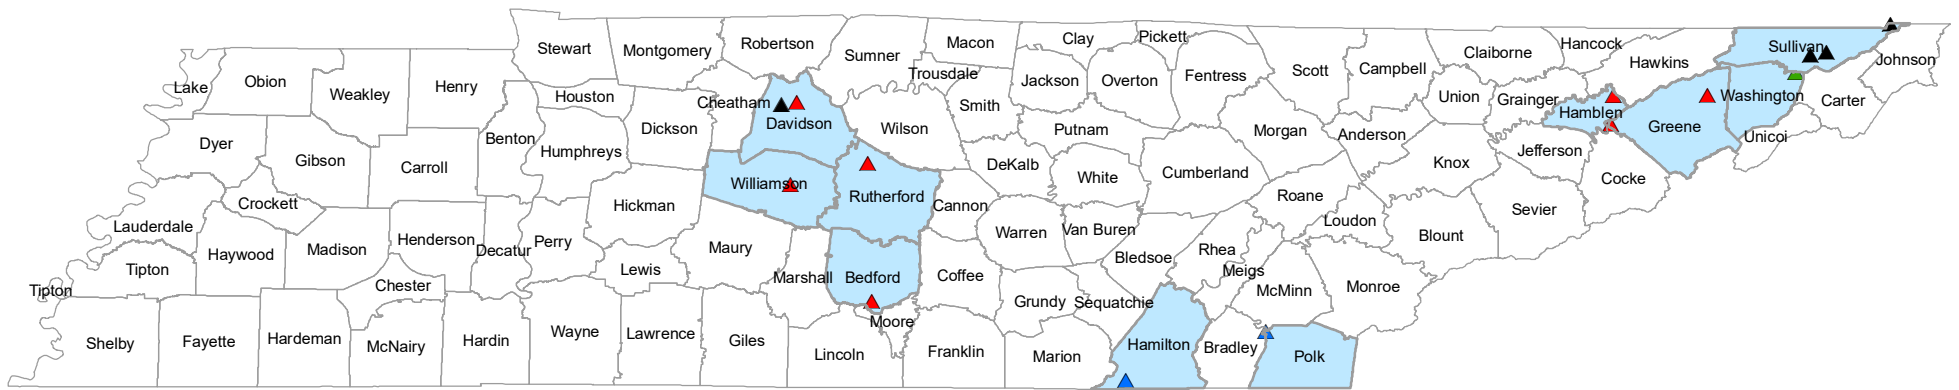 Stewart
Montgomery
Robertson
Sumner
Macon
Clay
Pickett
Scott
Campbell
Claiborne
Hancock
Hawkins
Sullivan
Johnson
Lake
Obion
Weakley
Henry
Houston
Cheatham
Trousdale
Jackson
Overton
Fentress
Union
Grainger
Hamblen
Greene
Washington
Carter
Unicoi
Dyer
Gibson
Carroll
Benton
Humphreys
Dickson
Davidson
Wilson
Smith
Putnam
Morgan
Anderson
Knox
Jefferson
Cocke
Lauderdale
Crockett
Haywood
Madison
Henderson
Decatur
Perry
Hickman
Williamson
Rutherford
Cannon
DeKalb
White
Cumberland
Roane
Loudon
Blount
Sevier
Tipton
Tipton
Chester
Lewis
Maury
Marshall
Bedford
Coffee
Warren
Van Buren
Bledsoe
Rhea
Meigs
McMinn
Monroe
Shelby
Fayette
Hardeman
McNairy
Hardin
Wayne
Lawrence
Giles
Lincoln
Moore
Franklin
Grundy
Sequatchie
Marion
Hamilton
Bradley
Polk